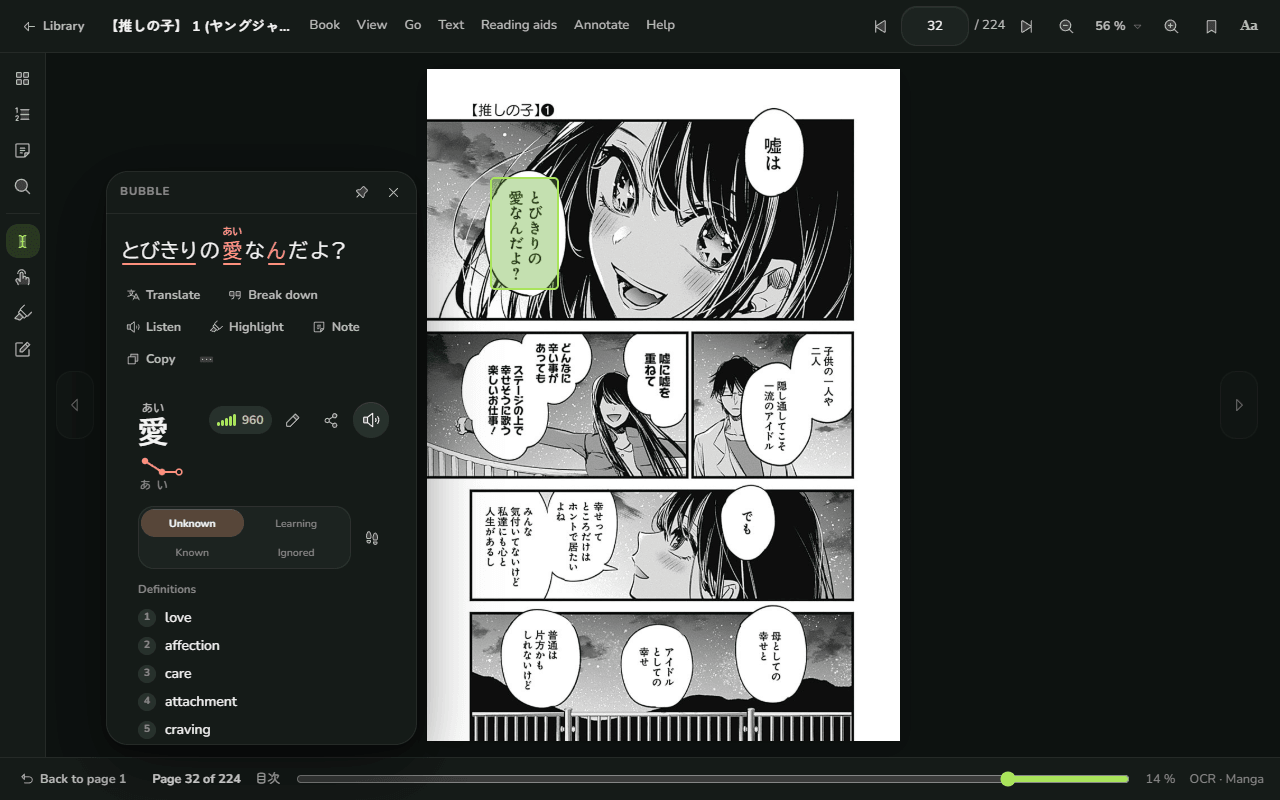 Library
【推しの子】 1 (ヤングジャ...
Book
View
Go
Text
Reading aids
Annotate
Help
32
/ 224
56 %
Aa
BUBBLE
あい
とびきりの愛なんだよ?
Translate
Break down
Listen
Highlight
Note
Copy
あい
愛
960
あ い
Unknown
Learning
Known
Ignored
Definitions
1 love
2 affection
3 care
4 attachment
5 craving
【推しの子】❶
嘘は
とびきりの
愛なんだよ?
子供の一人や
二人
隠し通してこそ
一流のアイドル
嘘に嘘を
重ねて
どんなに
辛い事が
あっても
ステージの上で
幸せそうに歌う
楽しいお仕事!
でも
幸せって
ところだけは
ホントで居たい
よね
みんな
気付いてないけど
私達にも心と
人生があるし
母としての
幸せと
アイドル
としての
幸せ
普通は
片方かも
しれないけど
Back to page 1
Page 32 of 224
目次
14 %
OCR · Manga